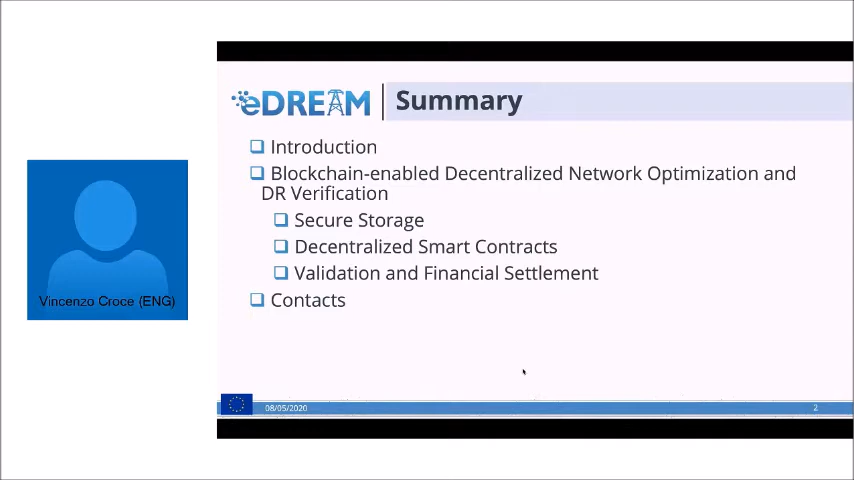 eDREAM
Summary
Introduction
Blockchain-enabled Decentralized Network Optimization and
DR Verification
Secure Storage
Decentralized Smart Contracts
Validation and Financial Settlement
Contacts
Vincenzo Croce (ENG)
08/05/2020
2